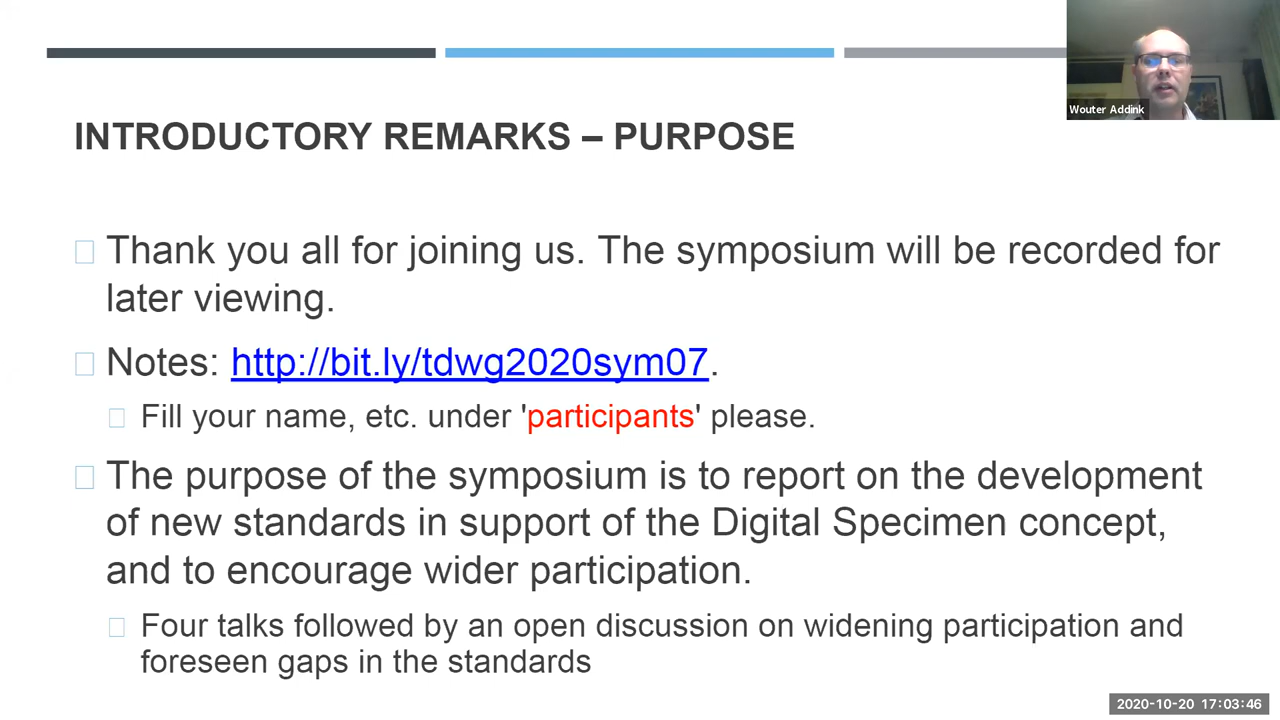 Wouter Addink
INTRODUCTORY REMARKS – PURPOSE
Thank you all for joining us. The symposium will be recorded for
later viewing.
Notes: http://bit.ly/tdwg2020sym07.
Fill your name, etc. under 'participants' please.
The purpose of the symposium is to report on the development
of new standards in support of the Digital Specimen concept,
and to encourage wider participation.
Four talks followed by an open discussion on widening participation and
foreseen gaps in the standards
2020-10-20 17:03:46